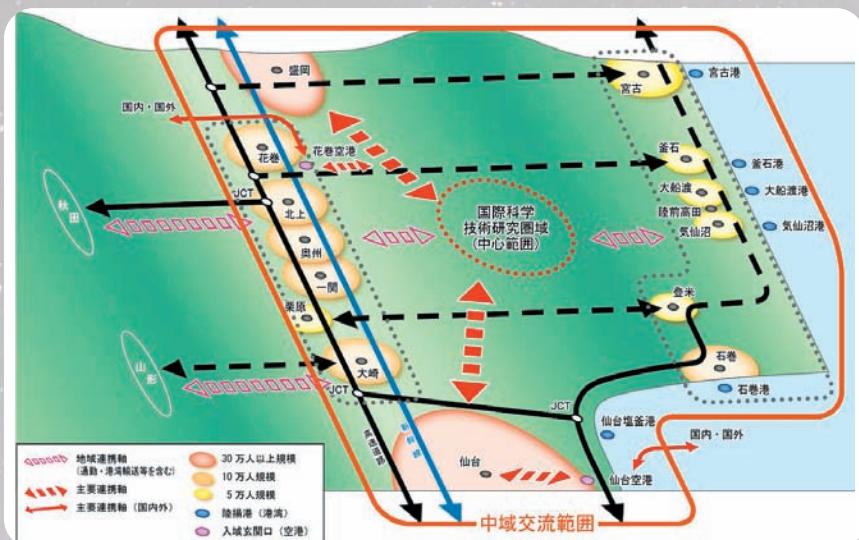 盛岡
宮古
宮古港
国内・国外
花巻
花巻空港
釜石
釜石港
JCT
北上
大船渡
大船渡港
陸前高田
気仙沼
気仙沼港
秋田
国際科学
技術研究圏域
(中心範囲)
奥州
一関
栗原
登米
山形
大崎
石巻
石巻港
JCT
JCT
仙台塩釜港
国内・国外
高速道路
新幹線
仙台
仙台空港
中域交流範囲
地域連携軸
(通勤・港湾輸送等を含む)
主要連携軸
主要連携軸(国内外)
30万人以上規模
10万人規模
5万人規模
陸揚港(港湾)
入域玄関口(空港)